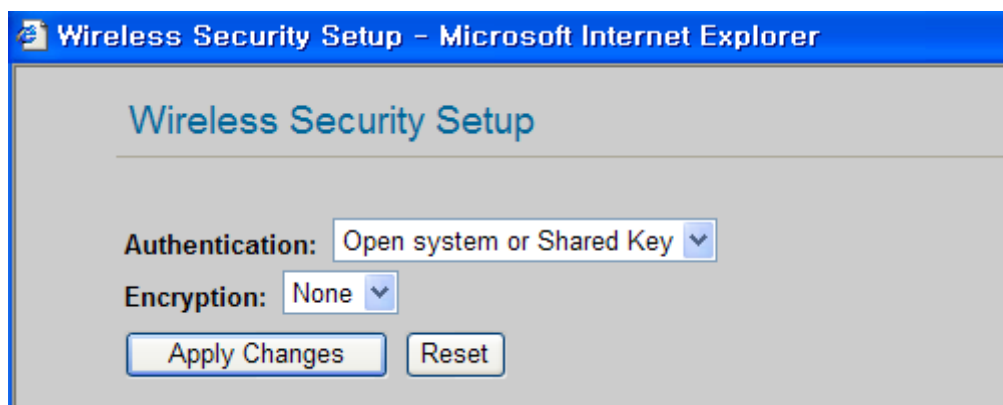 Wireless Security Setup - Microsoft Internet Explorer
Wireless Security Setup
Authentication: Open system or Shared Key
Encryption: None
Apply Changes Reset